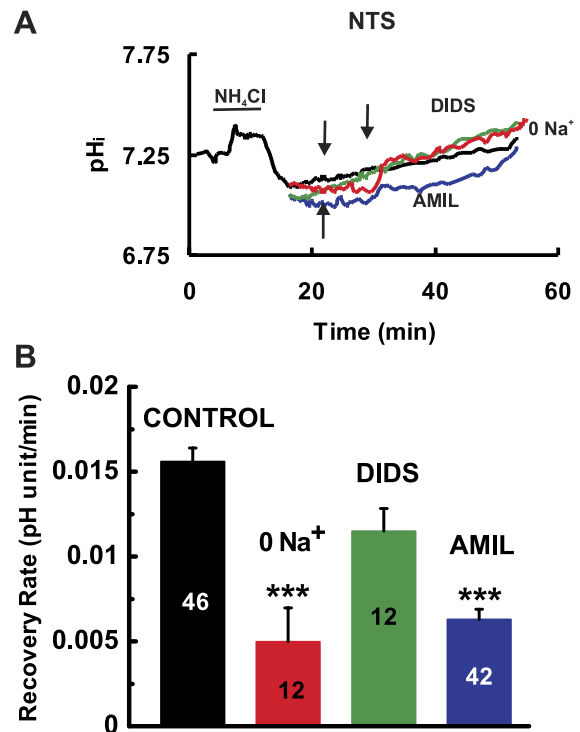 A
NTS
7.75
7.25
6.75
pHi
NH₄Cl
DIDS
0 Na⁺
AMIL
0
20
40
60
Time (min)
B
0.02
0.015
0.01
0.005
0
Recovery Rate (pH unit/min)
CONTROL
0 Na⁺
DIDS
AMIL
***
***
46
12
12
42